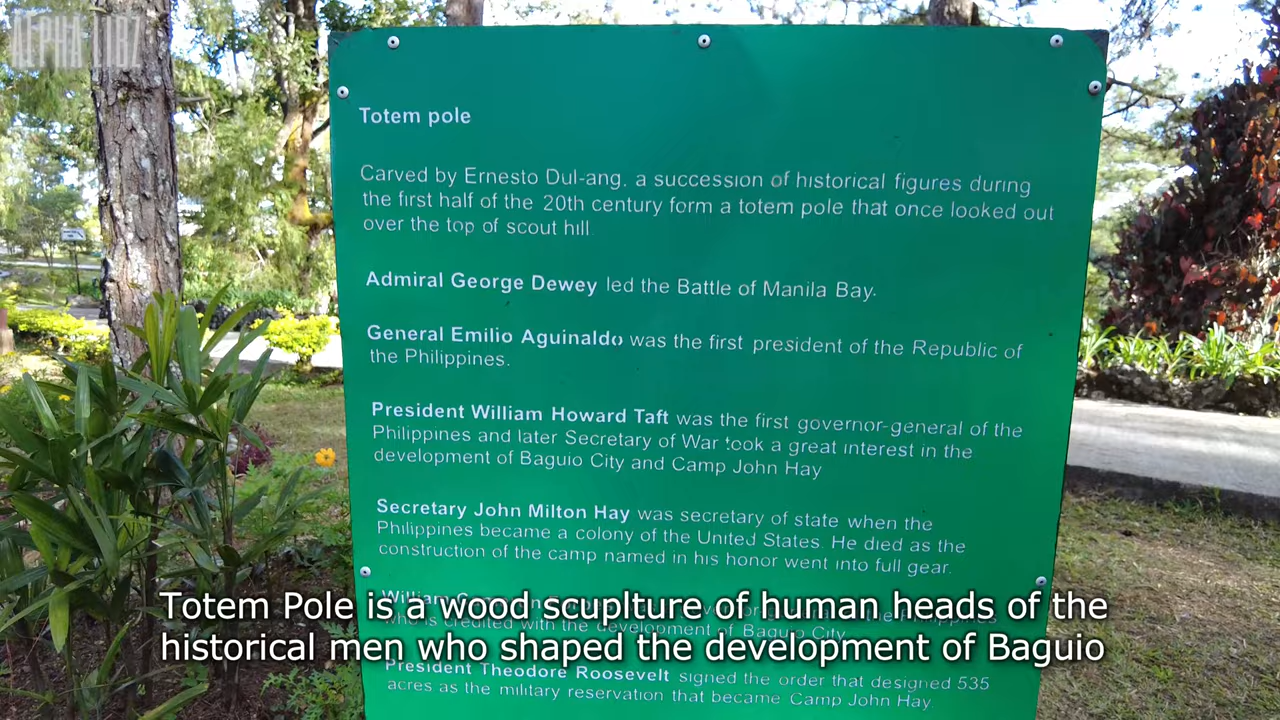 ALPHA LIBZ
Totem pole
Carved by Ernesto Dul-ang, a succession of historical figures during
the first half of the 20th century form a totem pole that once looked out
over the top of scout hill.
Admiral George Dewey led the Battle of Manila Bay.
General Emilio Aguinaldo was the first president of the Republic of
the Philippines.
President William Howard Taft was the first governor-general of the
Philippines and later Secretary of War took a great interest in the
development of Baguio City and Camp John Hay
Secretary John Milton Hay was secretary of state when the
Philippines became a colony of the United States. He died as the
construction of the camp named in his honor went into full gear.
William
who is credited with the development of Baguio City
Totem Pole is a wood scuplture of human heads of the
historical men who shaped the development of Baguio
President Theodore Roosevelt signed the order that designed 535
acres as the military reservation that became Camp John Hay.